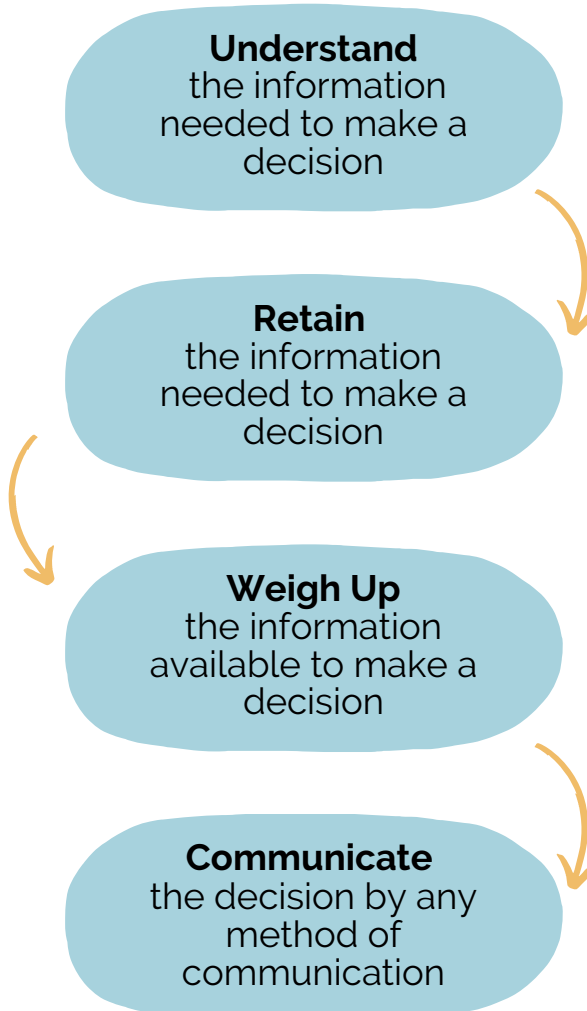 Understand
the information
needed to make a
decision
Retain
the information
needed to make a
decision
Weigh Up
the information
available to make a
decision
Communicate
the decision by any
method of
communication